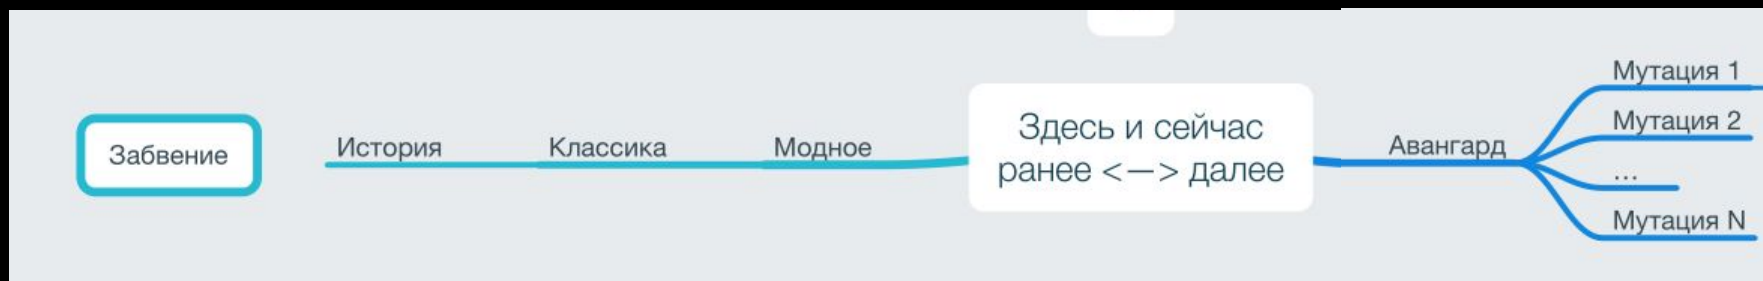 Забвение
История
Классика
Модное
Здесь и сейчас
ранее <—> далее
Авангард
Мутация 1
Мутация 2
...
Мутация N